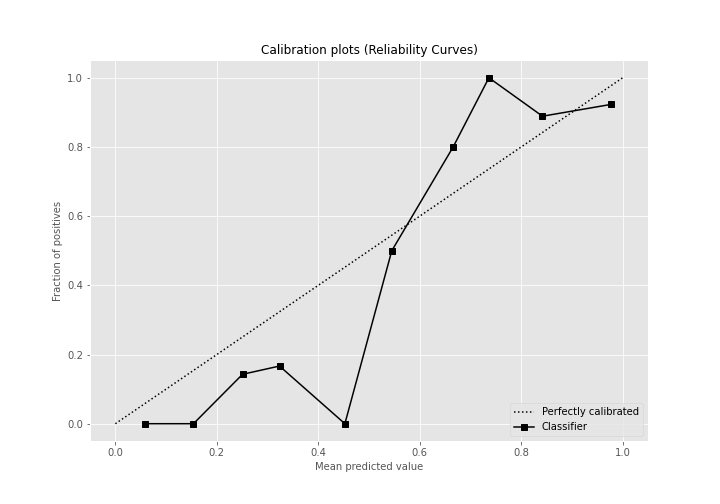 Calibration plots (Reliability Curves)
1.0
0.8
0.6
0.4
0.2
0.0
Fraction of positives
0.0 0.2 0.4 0.6 0.8 1.0
Mean predicted value
Perfectly calibrated
Classifier